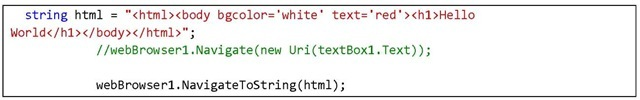 string html = "<html><body bgcolor='white' text='red'><h1>Hello
World</h1></body></html>";
//webBrowser1.Navigate(new Uri(textBox1.Text));
webBrowser1.NavigateToString(html);